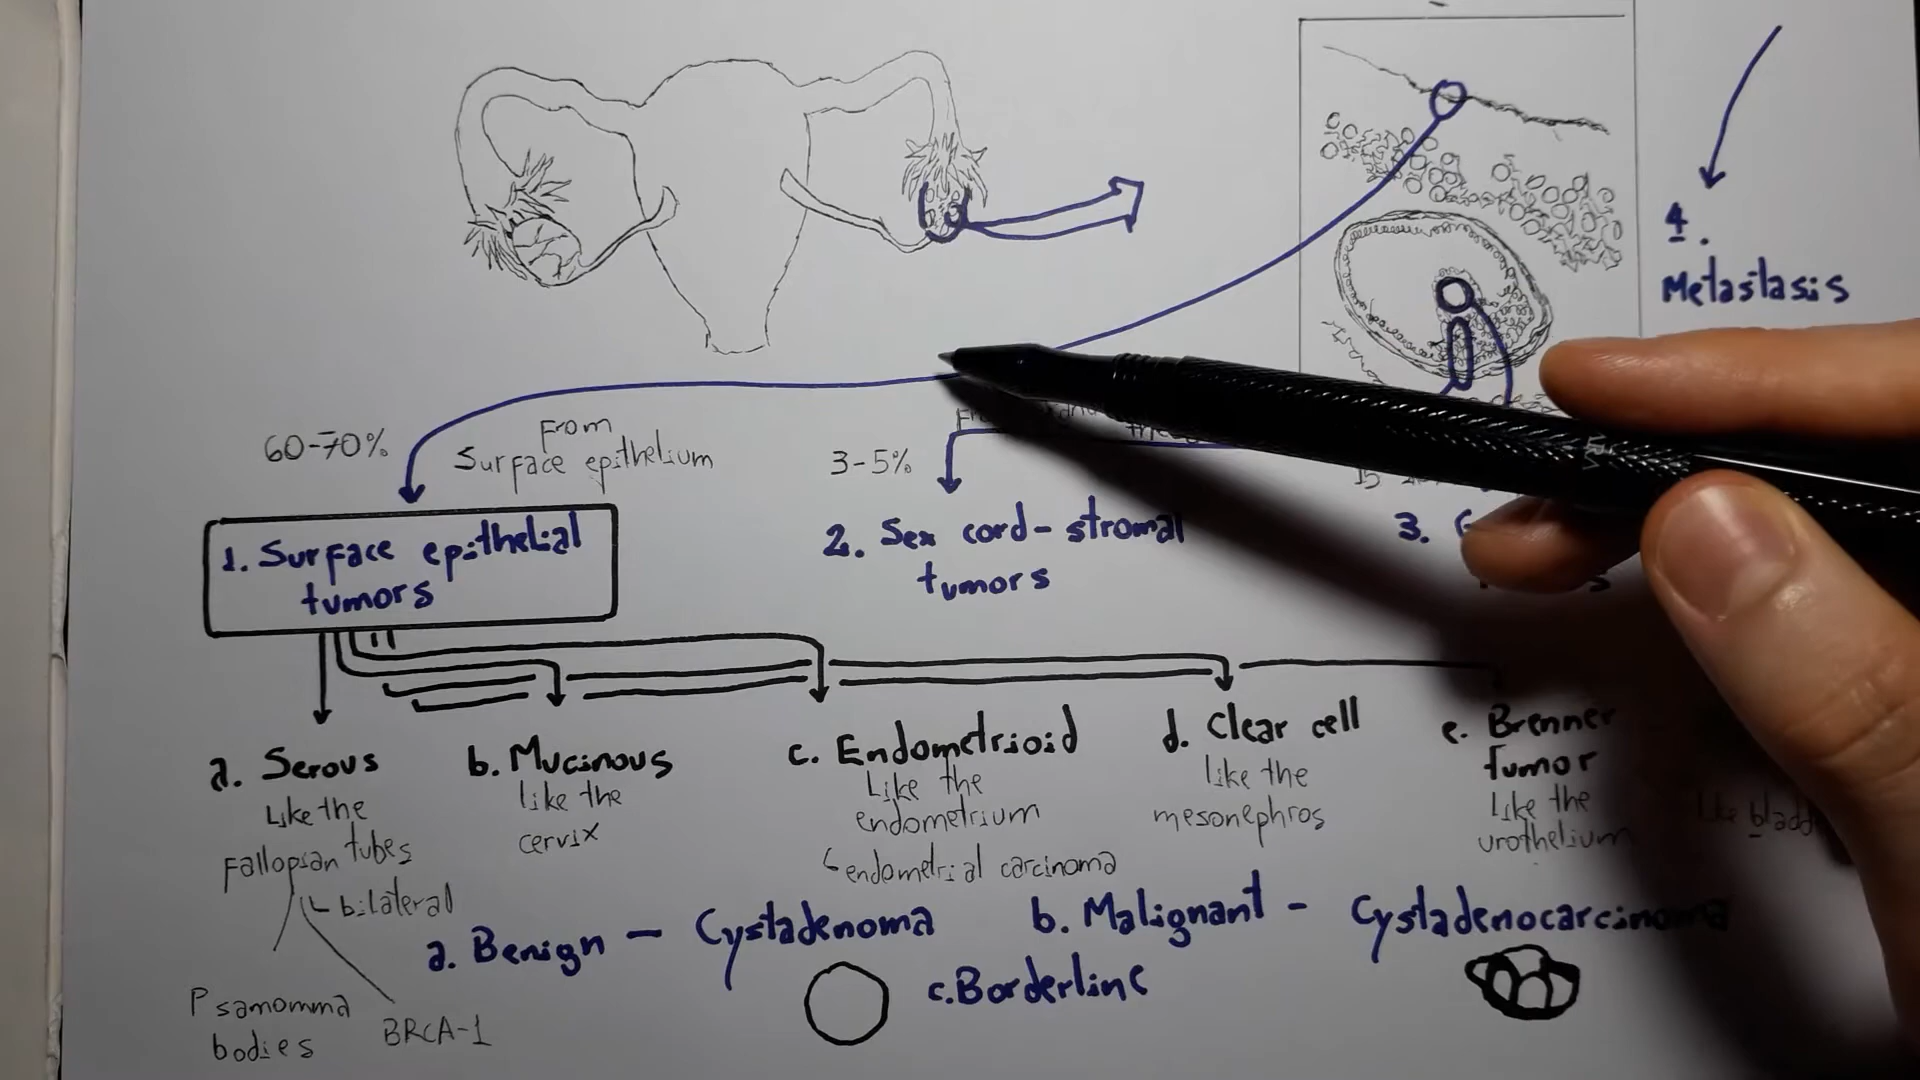 4.
Metastasis
60-70%
From
Surface epithelium
3-5%
15
1. Surface epithelial
tumors
2. Sex cord-stromal
tumors
3.
a. Serous
Like the
Fallopian tubes
bilateral
Psamomma
bodies
BRCA-1
b. Mucinous
like the
cervix
c. Endometrioid
Like the
endometrium
endometrial carcinoma
d. Clear cell
like the
mesonephros
e. Brenner
tumor
like the
urothelium
like
a. Benign - Cystadenoma
b. Malignant - Cystadenocarcinoma
c. Borderline